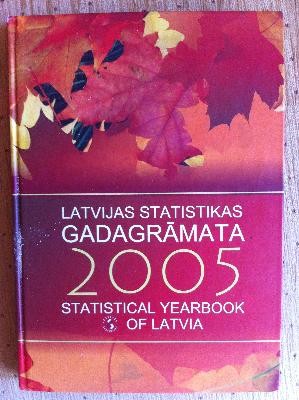 LATVIJAS STATISTIKAS
GADAGRĀMATA
2005
STATISTICAL YEARBOOK
OF LATVIA